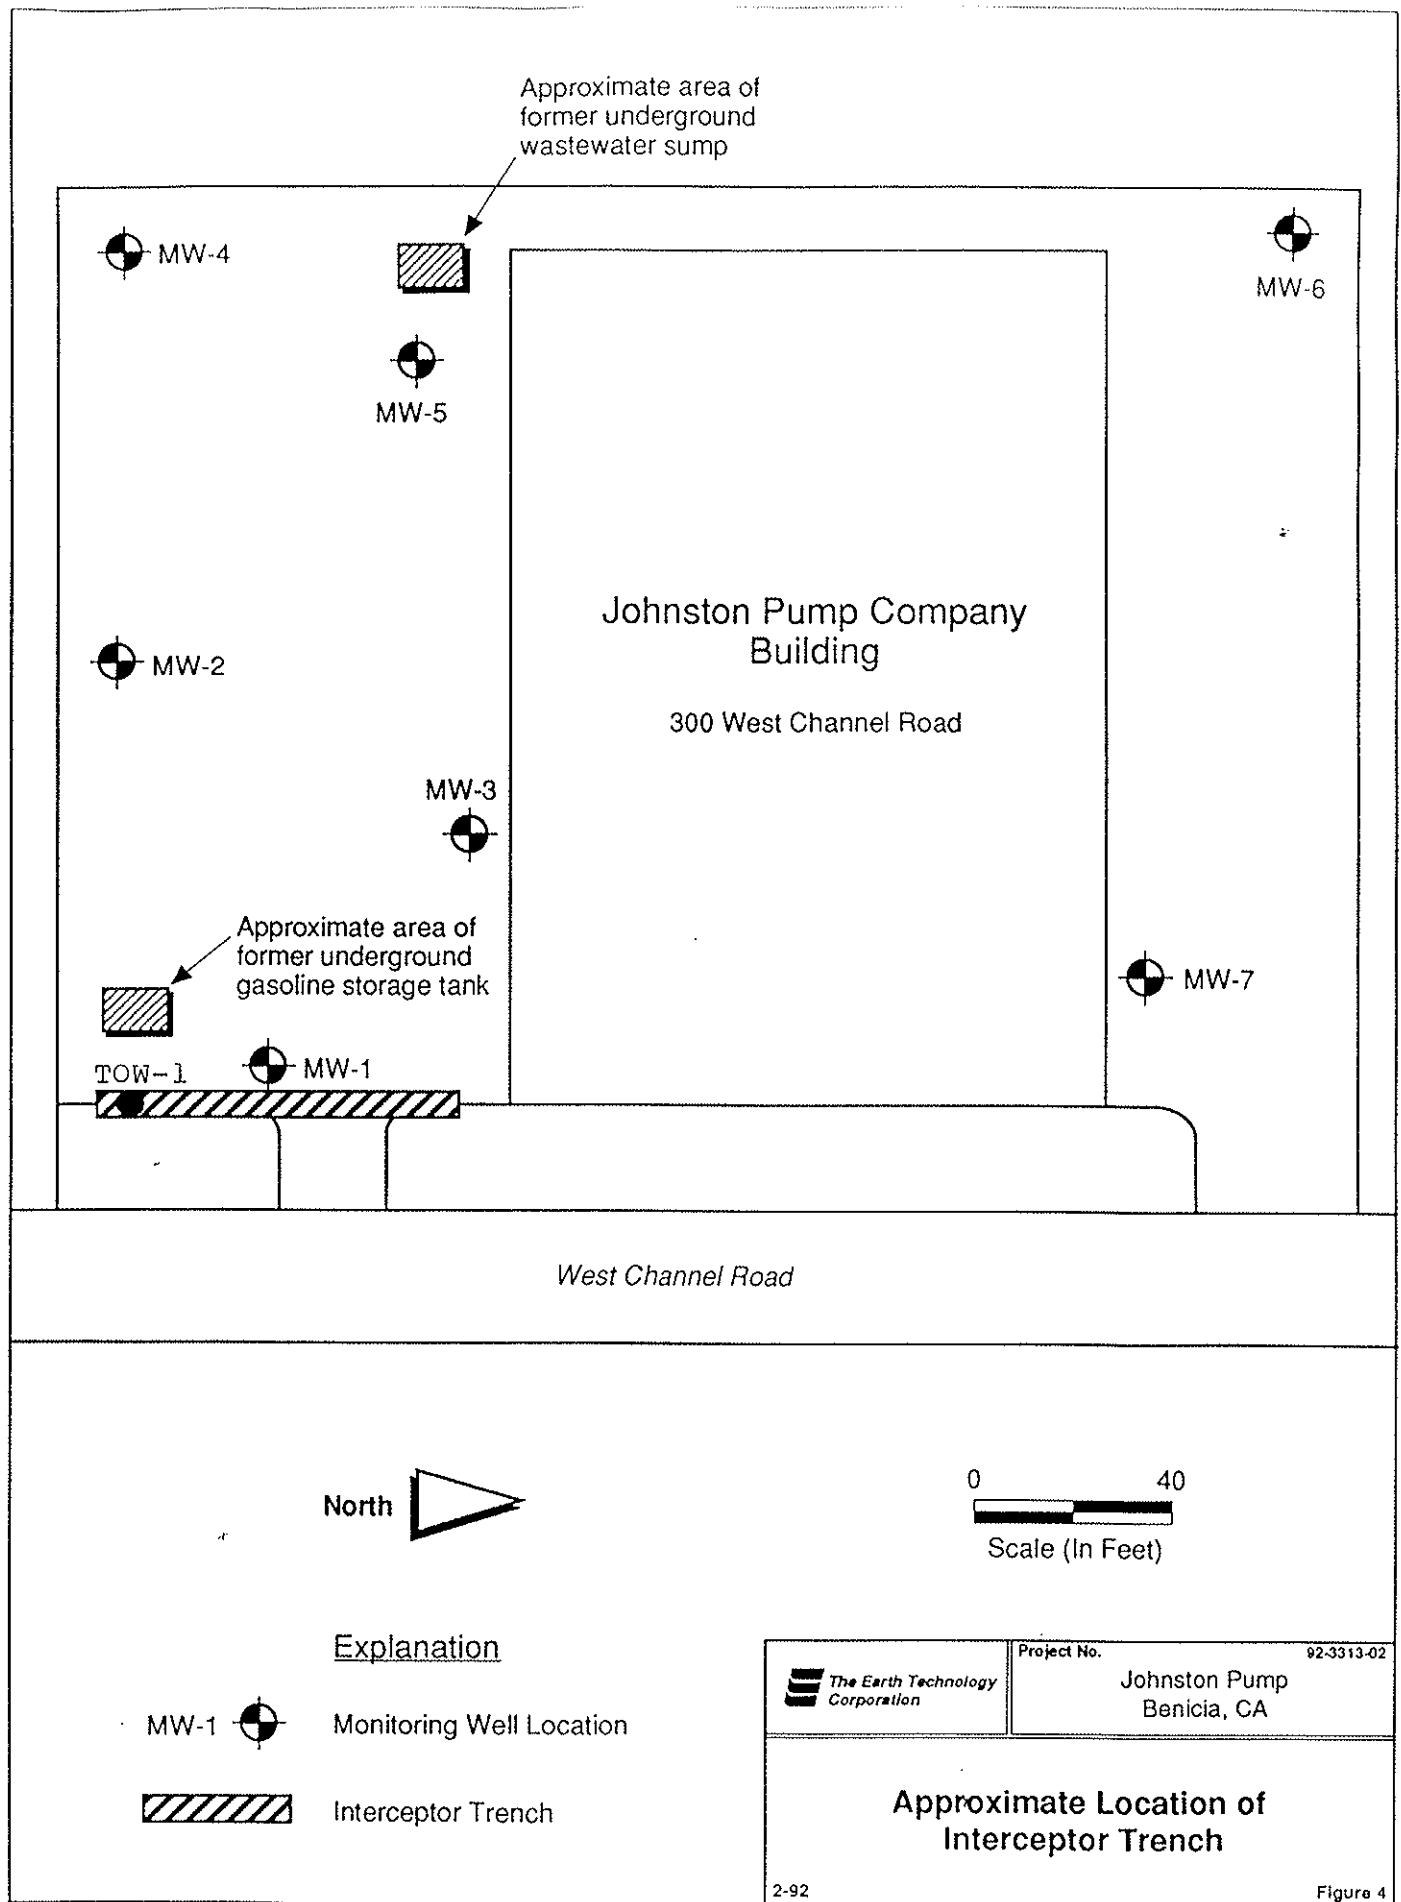 Approximate area of
former underground
wastewater sump
MW-4
MW-6
MW-5
Johnston Pump Company
Building
MW-2
300 West Channel Road
MW-3
Approximate area of
former underground
gasoline storage tank
MW-7
TOW-1
MW-1
West Channel Road
North
0 40
Scale (In Feet)
Explanation
MW-1 Monitoring Well Location
Interceptor Trench
The Earth Technology
Corporation
Project No. 92-3313-02
Johnston Pump
Benicia, CA
Approximate Location of
Interceptor Trench
2-92 Figure 4